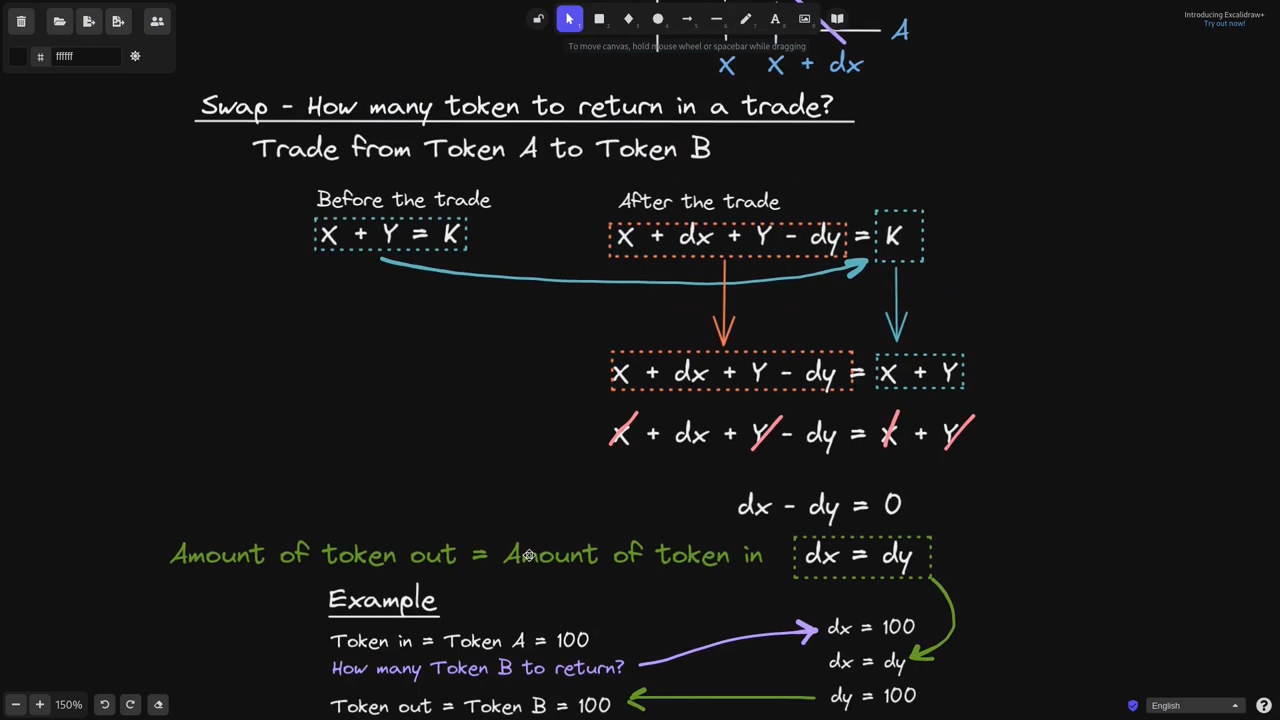 Introducing Excalidraw+
Try out now!
# ffffff
To move canvas, hold mouse wheel or spacebar while dragging
A
X X + dx
Swap - How many token to return in a trade?
Trade from Token A to Token B
Before the trade
After the trade
X + Y = K
X + dx + Y - dy = K
X + dx + Y - dy = X + Y
X + dx + Y - dy = X + Y
dx - dy = 0
Amount of token out = Amount of token in
dx = dy
Example
Token in = Token A = 100
How many Token B to return?
Token out = Token B = 100
dx = 100
dx = dy
dy = 100
150%
English